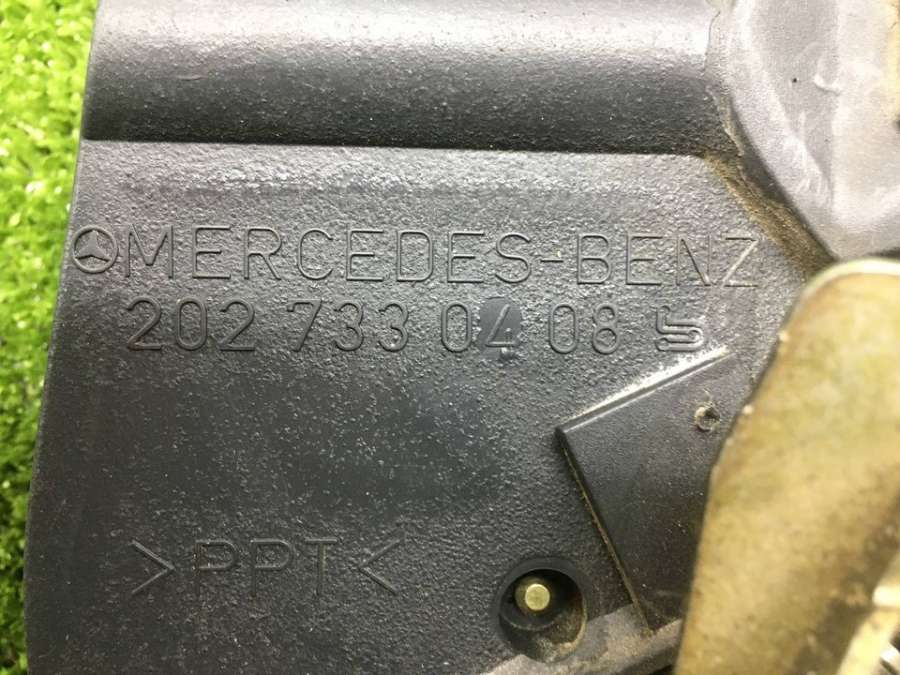 MERCEDES-BENZ
202 733 04 08
>PPT<